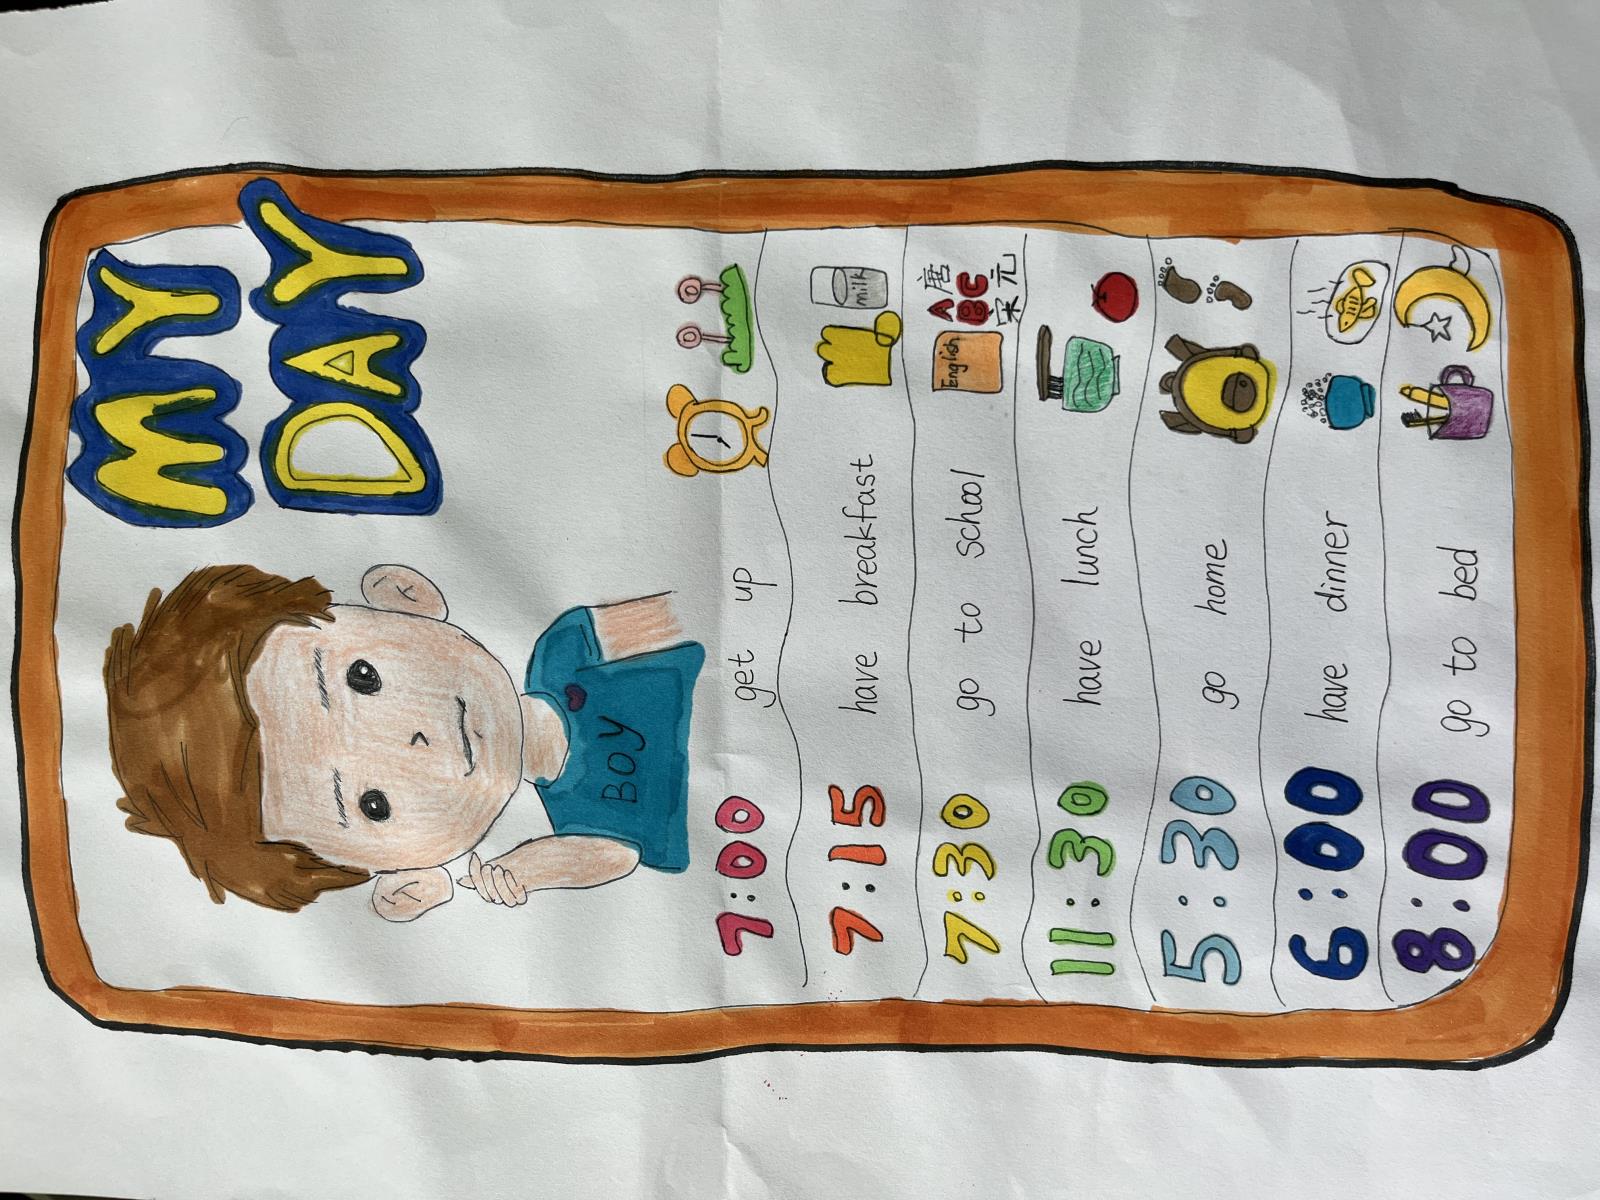 MY
DAY
BOY
7:00 get up
7:15 have breakfast
milk
7:30 go to school
English
ABC
唐
宋 元
11:30 have lunch
5:30 go home
6:00 have dinner
8:00 go to bed